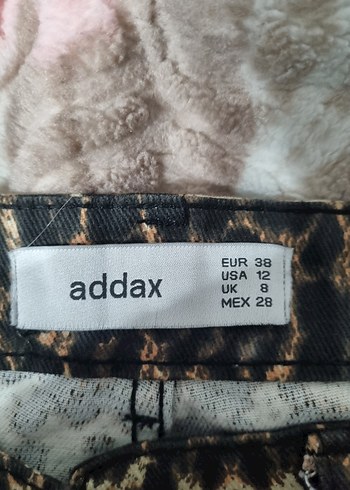 addax
EUR 38
USA 12
UK 8
MEX 28